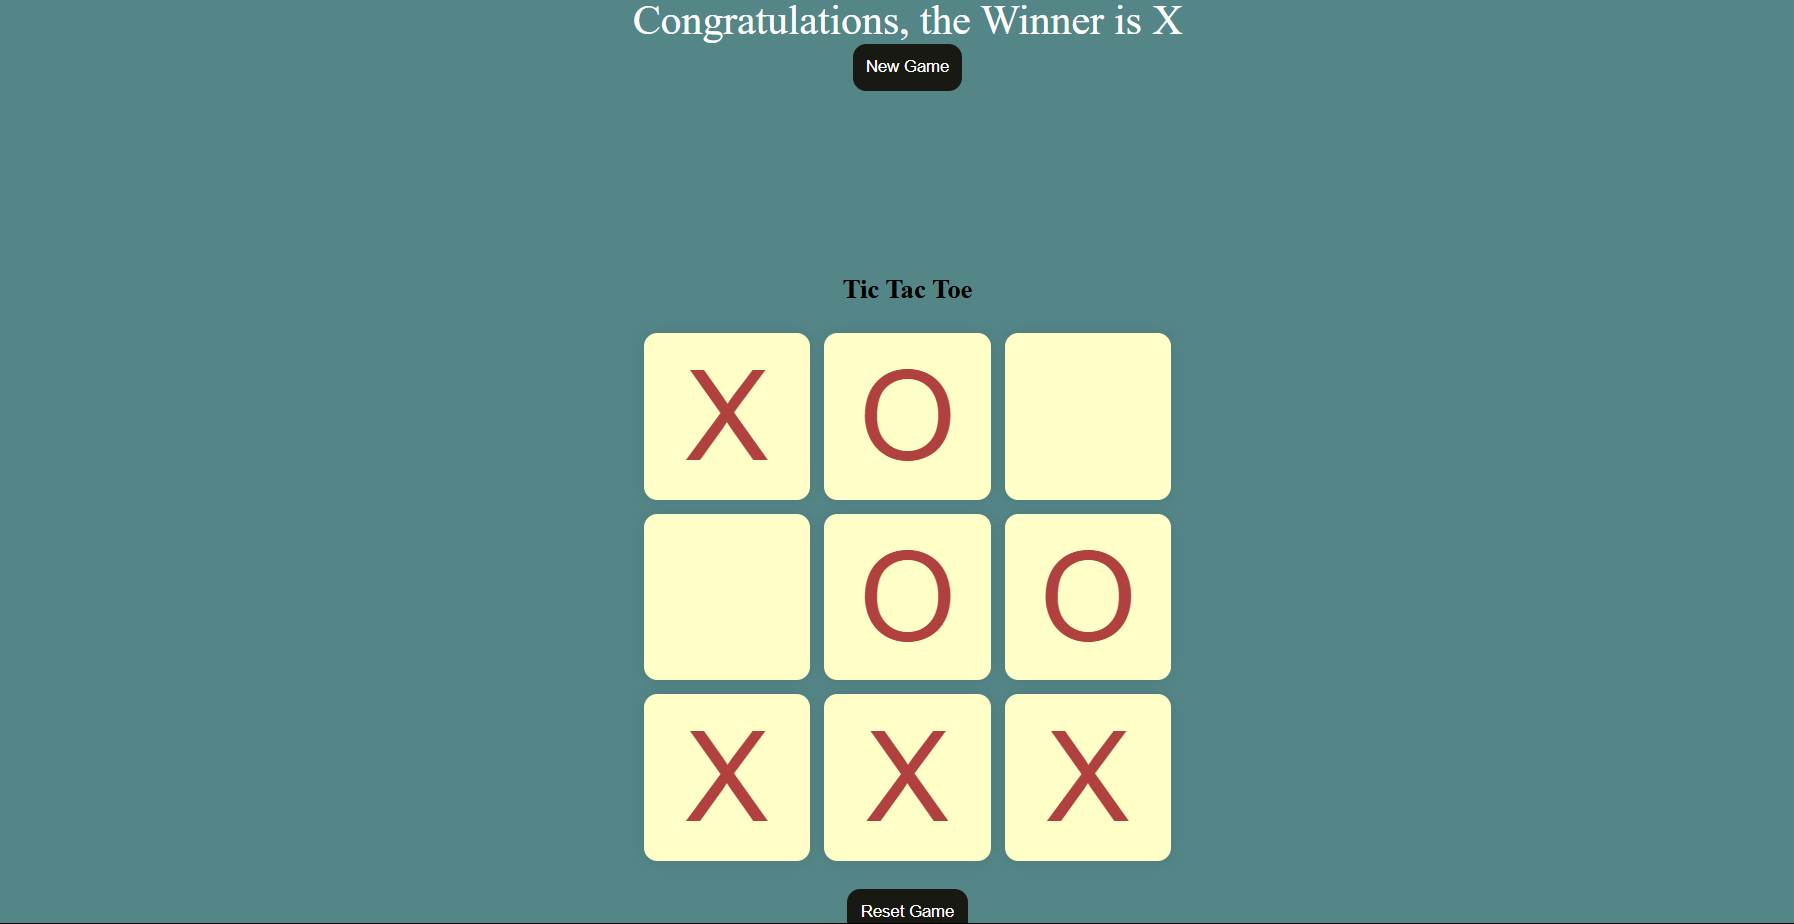 Congratulations, the Winner is X
New Game
Tic Tac Toe
X O
O O
X X X
Reset Game